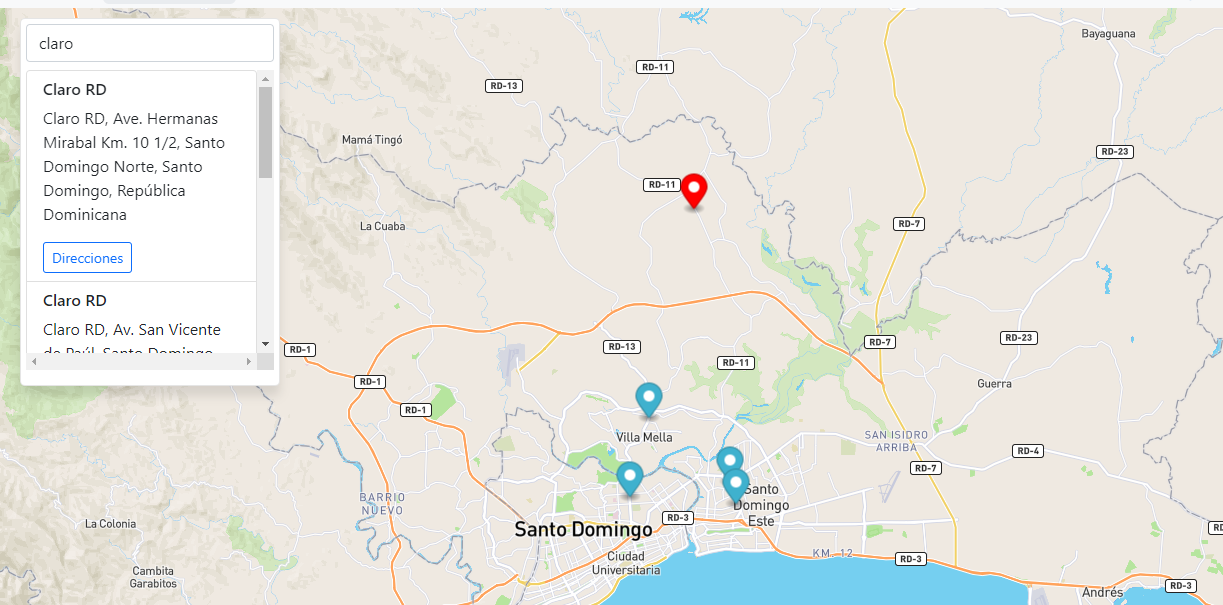 claro
Claro RD
Claro RD, Ave. Hermanas
Mirabal Km. 10 1/2, Santo
Domingo Norte, Santo
Domingo, República
Dominicana
Direcciones
Claro RD
Claro RD, Av. San Vicente
de Paúl, Santo Domingo
Bayaguana
RD-11
RD-13
Mamá Tingó
RD-23
RD-11
La Cuaba
RD-7
RD-1
RD-13
RD-7
RD-23
RD-11
RD-1
Guerra
RD-1
Villa Mella
SAN ISIDRO
ARRIBA
RD-4
RD-7
BARRIO
NUEVO
Santo
Domingo
Este
RD-3
La Colonia
Santo Domingo
RD
KM. 12
RD-3
Ciudad
Universitaria
Cambita
Garabitos
RD-3
Andrés